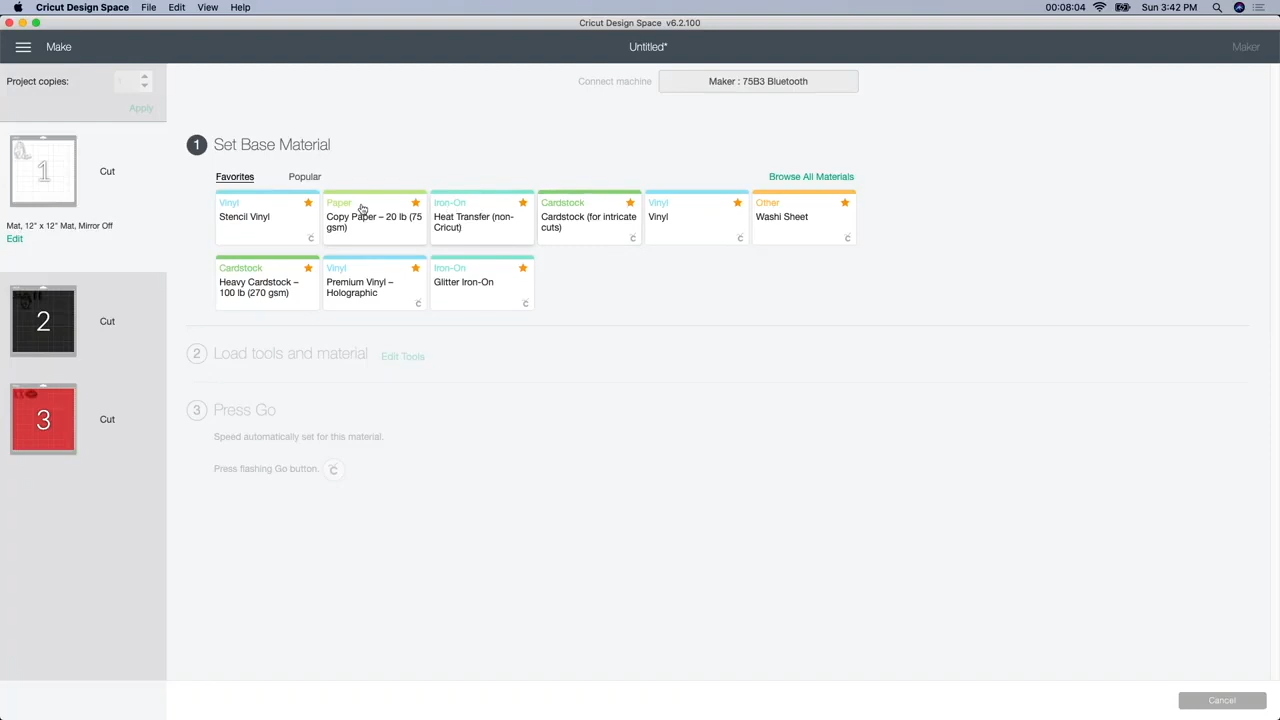 Cricut Design Space File Edit View Help 00:08:04 Sun 3:42 PM
Cricut Design Space v6.2.100
Make Untitled* Maker
Project copies: 1
Apply
Connect machine Maker : 75B3 Bluetooth
1 Set Base Material
Favorites Popular Browse All Materials
Vinyl
Stencil Vinyl
Paper
Copy Paper – 20 lb (75
gsm)
Iron-On
Heat Transfer (non-
Cricut)
Cardstock
Cardstock (for intricate
cuts)
Vinyl
Vinyl
Other
Washi Sheet
Cardstock
Heavy Cardstock –
100 lb (270 gsm)
Vinyl
Premium Vinyl –
Holographic
Iron-On
Glitter Iron-On
2 Load tools and material Edit Tools
3 Press Go
Speed automatically set for this material.
Press flashing Go button.
1 Cut
Mat, 12" x 12" Mat, Mirror Off
Edit
2 Cut
3 Cut
Cancel